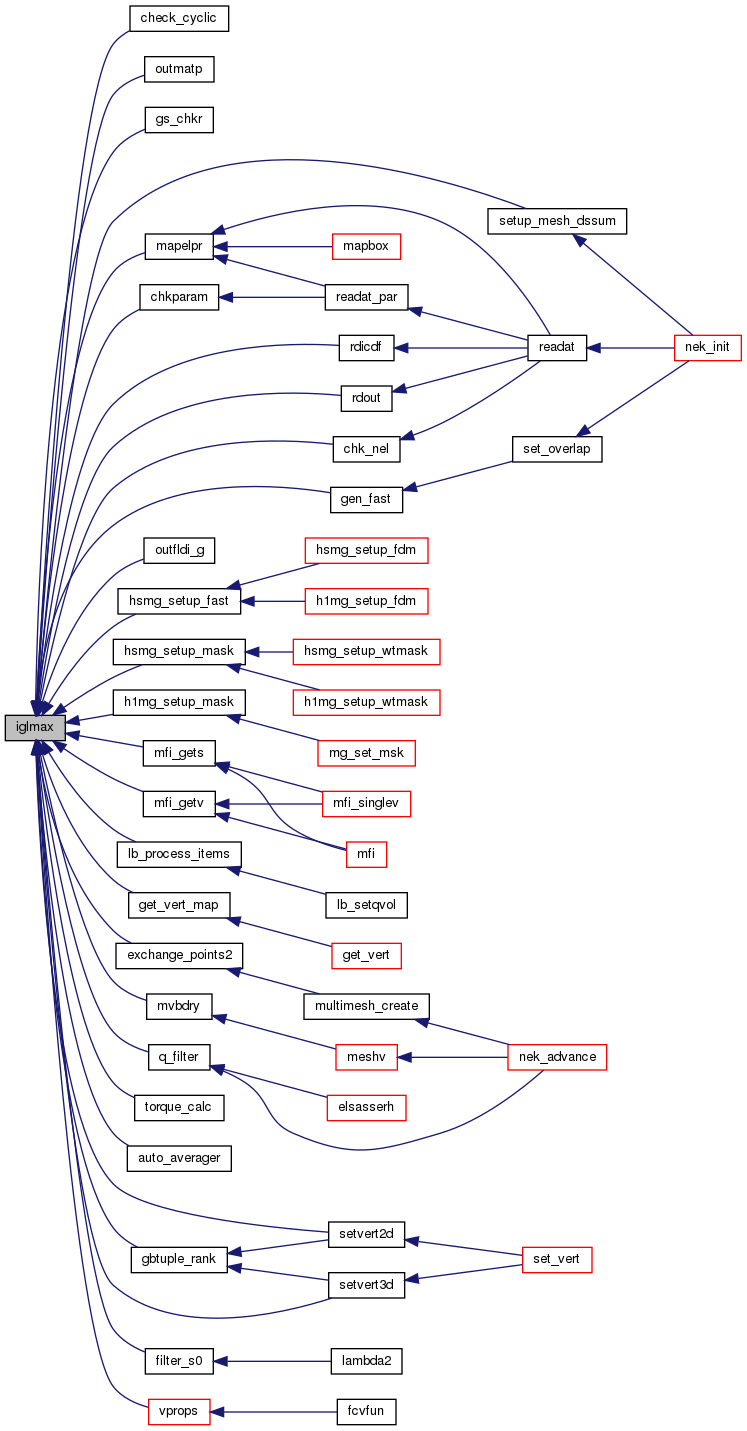 check_cyclic
outmatp
gs_chkr
setup_mesh_dssum
mapelpr
mapbox
chkparam
readat_par
rdicdf
readat
nek_init
rdout
chk_nel
set_overlap
gen_fast
outfldi_g
hsmg_setup_fdm
hsmg_setup_fast
h1mg_setup_fdm
hsmg_setup_mask
hsmg_setup_wtmask
h1mg_setup_mask
h1mg_setup_wtmask
iglmax
mfi_gets
mg_set_msk
mfi_getv
mfi_singlev
lb_process_items
mfi
get_vert_map
lb_setqvol
exchange_points2
get_vert
mvbdry
multimesh_create
q_filter
meshv
nek_advance
torque_calc
elsasserh
auto_averager
setvert2d
gbtuple_rank
set_vert
setvert3d
filter_s0
lambda2
vprops
fcvfun